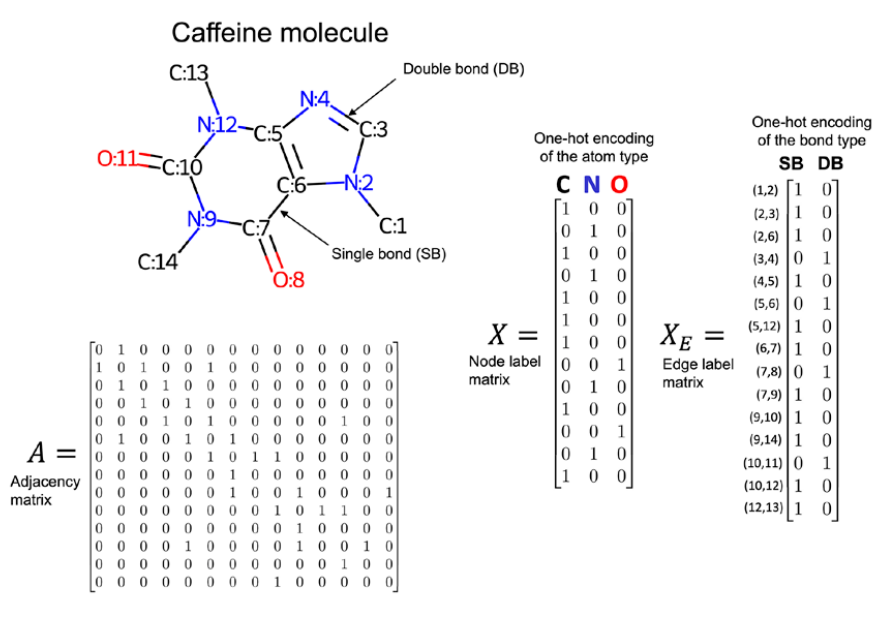 Caffeine molecule
C:13
Double bond (DB)
N:4
N:12
C:5
C:3
O:11
C:10
C:6
N:2
N:9
C:7
C:1
C:14
Single bond (SB)
O:8
A =
Adjacency
matrix
0 1 0 0 0 0 0 0 0 0 0 0 0 0
1 0 1 0 0 1 0 0 0 0 0 0 0 0
0 1 0 1 0 0 0 0 0 0 0 0 0 0
0 0 1 0 1 0 0 0 0 0 0 0 0 0
0 0 0 1 0 1 0 0 0 0 0 1 0 0
0 1 0 0 1 0 1 0 0 0 0 0 0 0
0 0 0 0 0 1 0 1 1 0 0 0 0 0
0 0 0 0 0 0 1 0 0 0 0 0 0 0
0 0 0 0 0 0 1 0 0 1 0 0 0 1
0 0 0 0 0 0 0 0 1 0 1 1 0 0
0 0 0 0 0 0 0 0 0 1 0 0 0 0
0 0 0 0 1 0 0 0 0 1 0 0 1 0
0 0 0 0 0 0 0 0 0 0 0 1 0 0
0 0 0 0 0 0 0 0 1 0 0 0 0 0
One-hot encoding
of the atom type
C N O
X =
Node label
matrix
1 0 0
0 1 0
1 0 0
0 1 0
1 0 0
1 0 0
1 0 0
0 0 1
0 1 0
1 0 0
0 0 1
0 1 0
1 0 0
One-hot encoding
of the bond type
SB DB
X_E =
Edge label
matrix
(1,2) 1 0
(2,3) 1 0
(2,6) 1 0
(3,4) 0 1
(4,5) 1 0
(5,6) 0 1
(5,12) 1 0
(6,7) 1 0
(7,8) 0 1
(7,9) 1 0
(9,10) 1 0
(9,14) 1 0
(10,11) 0 1
(10,12) 1 0
(12,13) 1 0